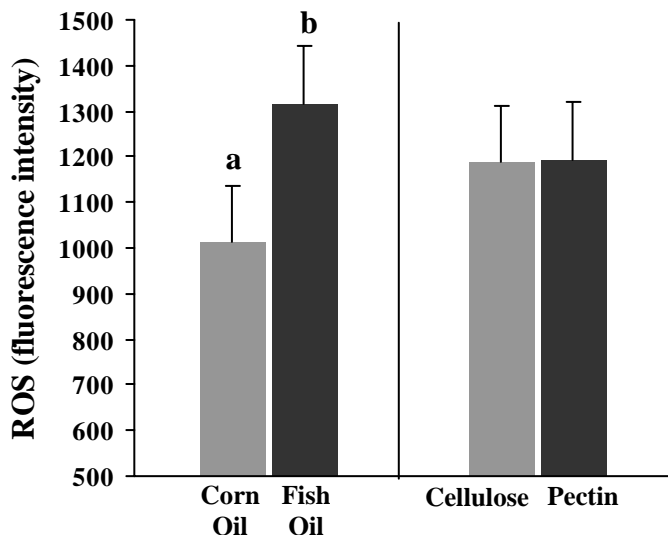 ROS (fluorescence intensity)
1500
1400
1300
1200
1100
1000
900
800
700
600
500
a
b
Corn Oil
Fish Oil
Cellulose
Pectin